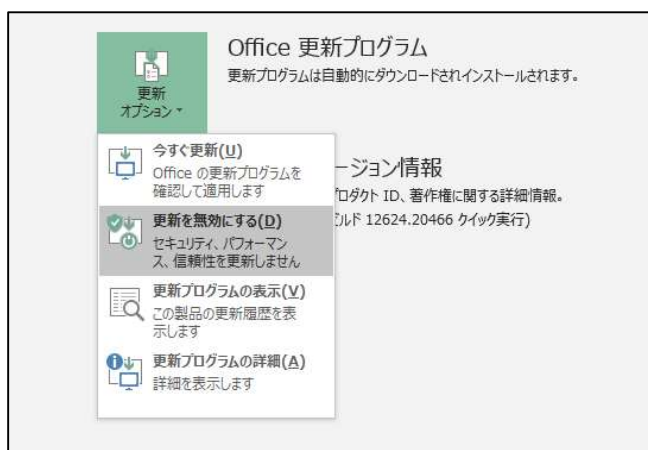 Office 更新プログラム
更新プログラムは自動的にダウンロードされインストールされます。
更新
オプション
今すぐ更新(U)
Office の更新プログラムを
確認して適用します
更新を無効にする(D)
セキュリティ、パフォーマン
ス、信頼性を更新しません
更新プログラムの表示(V)
この製品の更新履歴を表
示します
更新プログラムの詳細(A)
詳細を表示します
ージョン情報
プロダクト ID、著作権に関する詳細情報。
ビルド 12624.20466 クイック実行)